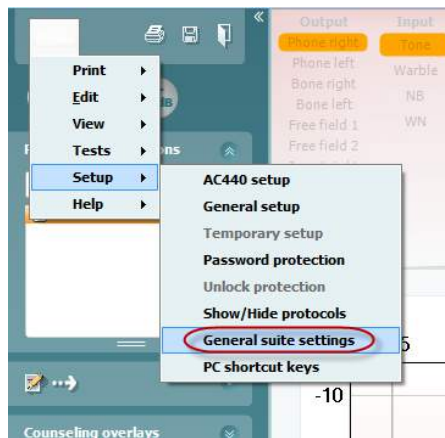 Output Input
Phone right Tone
Phone left Warble
Bone right
Bone left NB
Free field 1 WN
Free field 2
Print
Edit
View
Tests
Setup
Help
ons
AC440 setup
General setup
Temporary setup
Password protection
Unlock protection
Show/Hide protocols
General suite settings
PC shortcut keys
5
-10
Counseling overlays